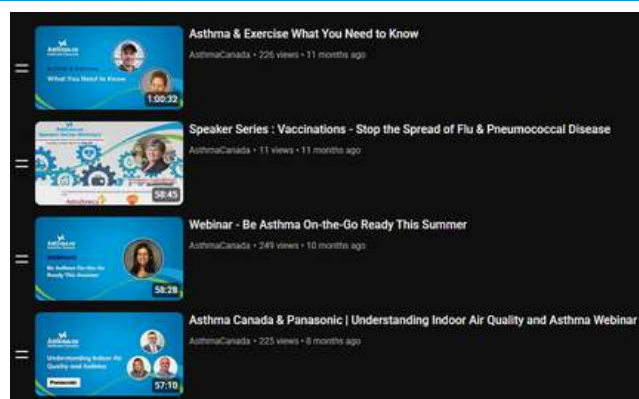 Asthma & Exercise What You Need to Know
AsthmaCanada • 226 views • 11 months ago
What You Need to Know
1:00:32
Speaker Series : Vaccinations - Stop the Spread of Flu & Pneumococcal Disease
AsthmaCanada • 11 views • 11 months ago
58:45
Webinar - Be Asthma On-the-Go Ready This Summer
AsthmaCanada • 249 views • 10 months ago
Be Asthma On-the-Go
Ready This Summer
58:28
Asthma Canada & Panasonic | Understanding Indoor Air Quality and Asthma Webinar
AsthmaCanada • 225 views • 8 months ago
Understanding Indoor Air
Quality and Asthma
Panasonic
57:10